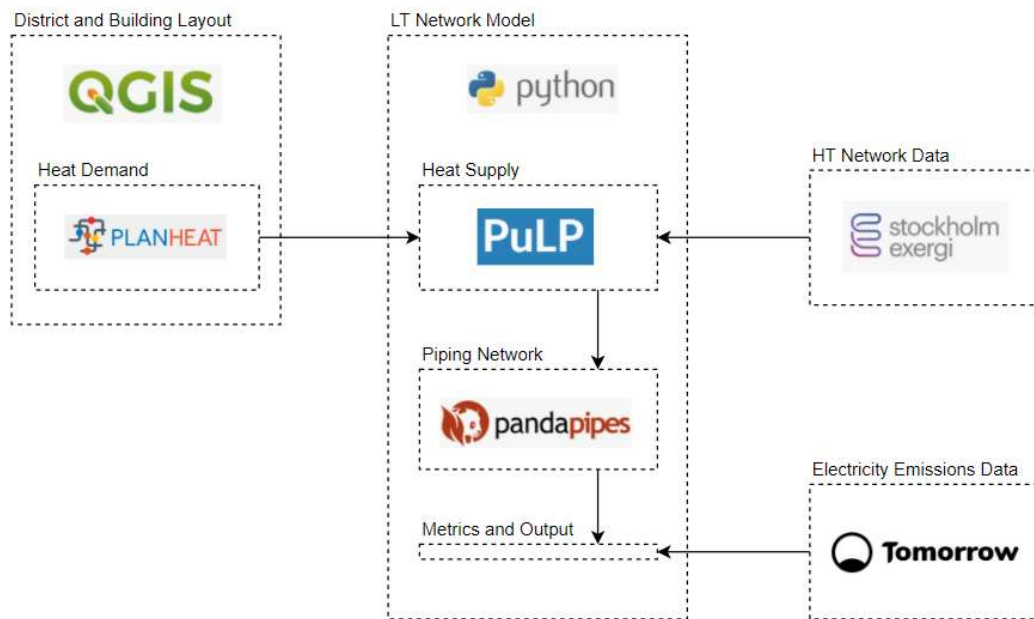 District and Building Layout
QGIS
Heat Demand
PLANHEAT
LT Network Model
python
Heat Supply
PuLP
Piping Network
pandapipes
Metrics and Output
HT Network Data
stockholm
exergi
Electricity Emissions Data
Tomorrow